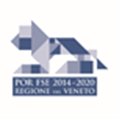 POR FSE 2014-2020
REGIONE DEL VENETO